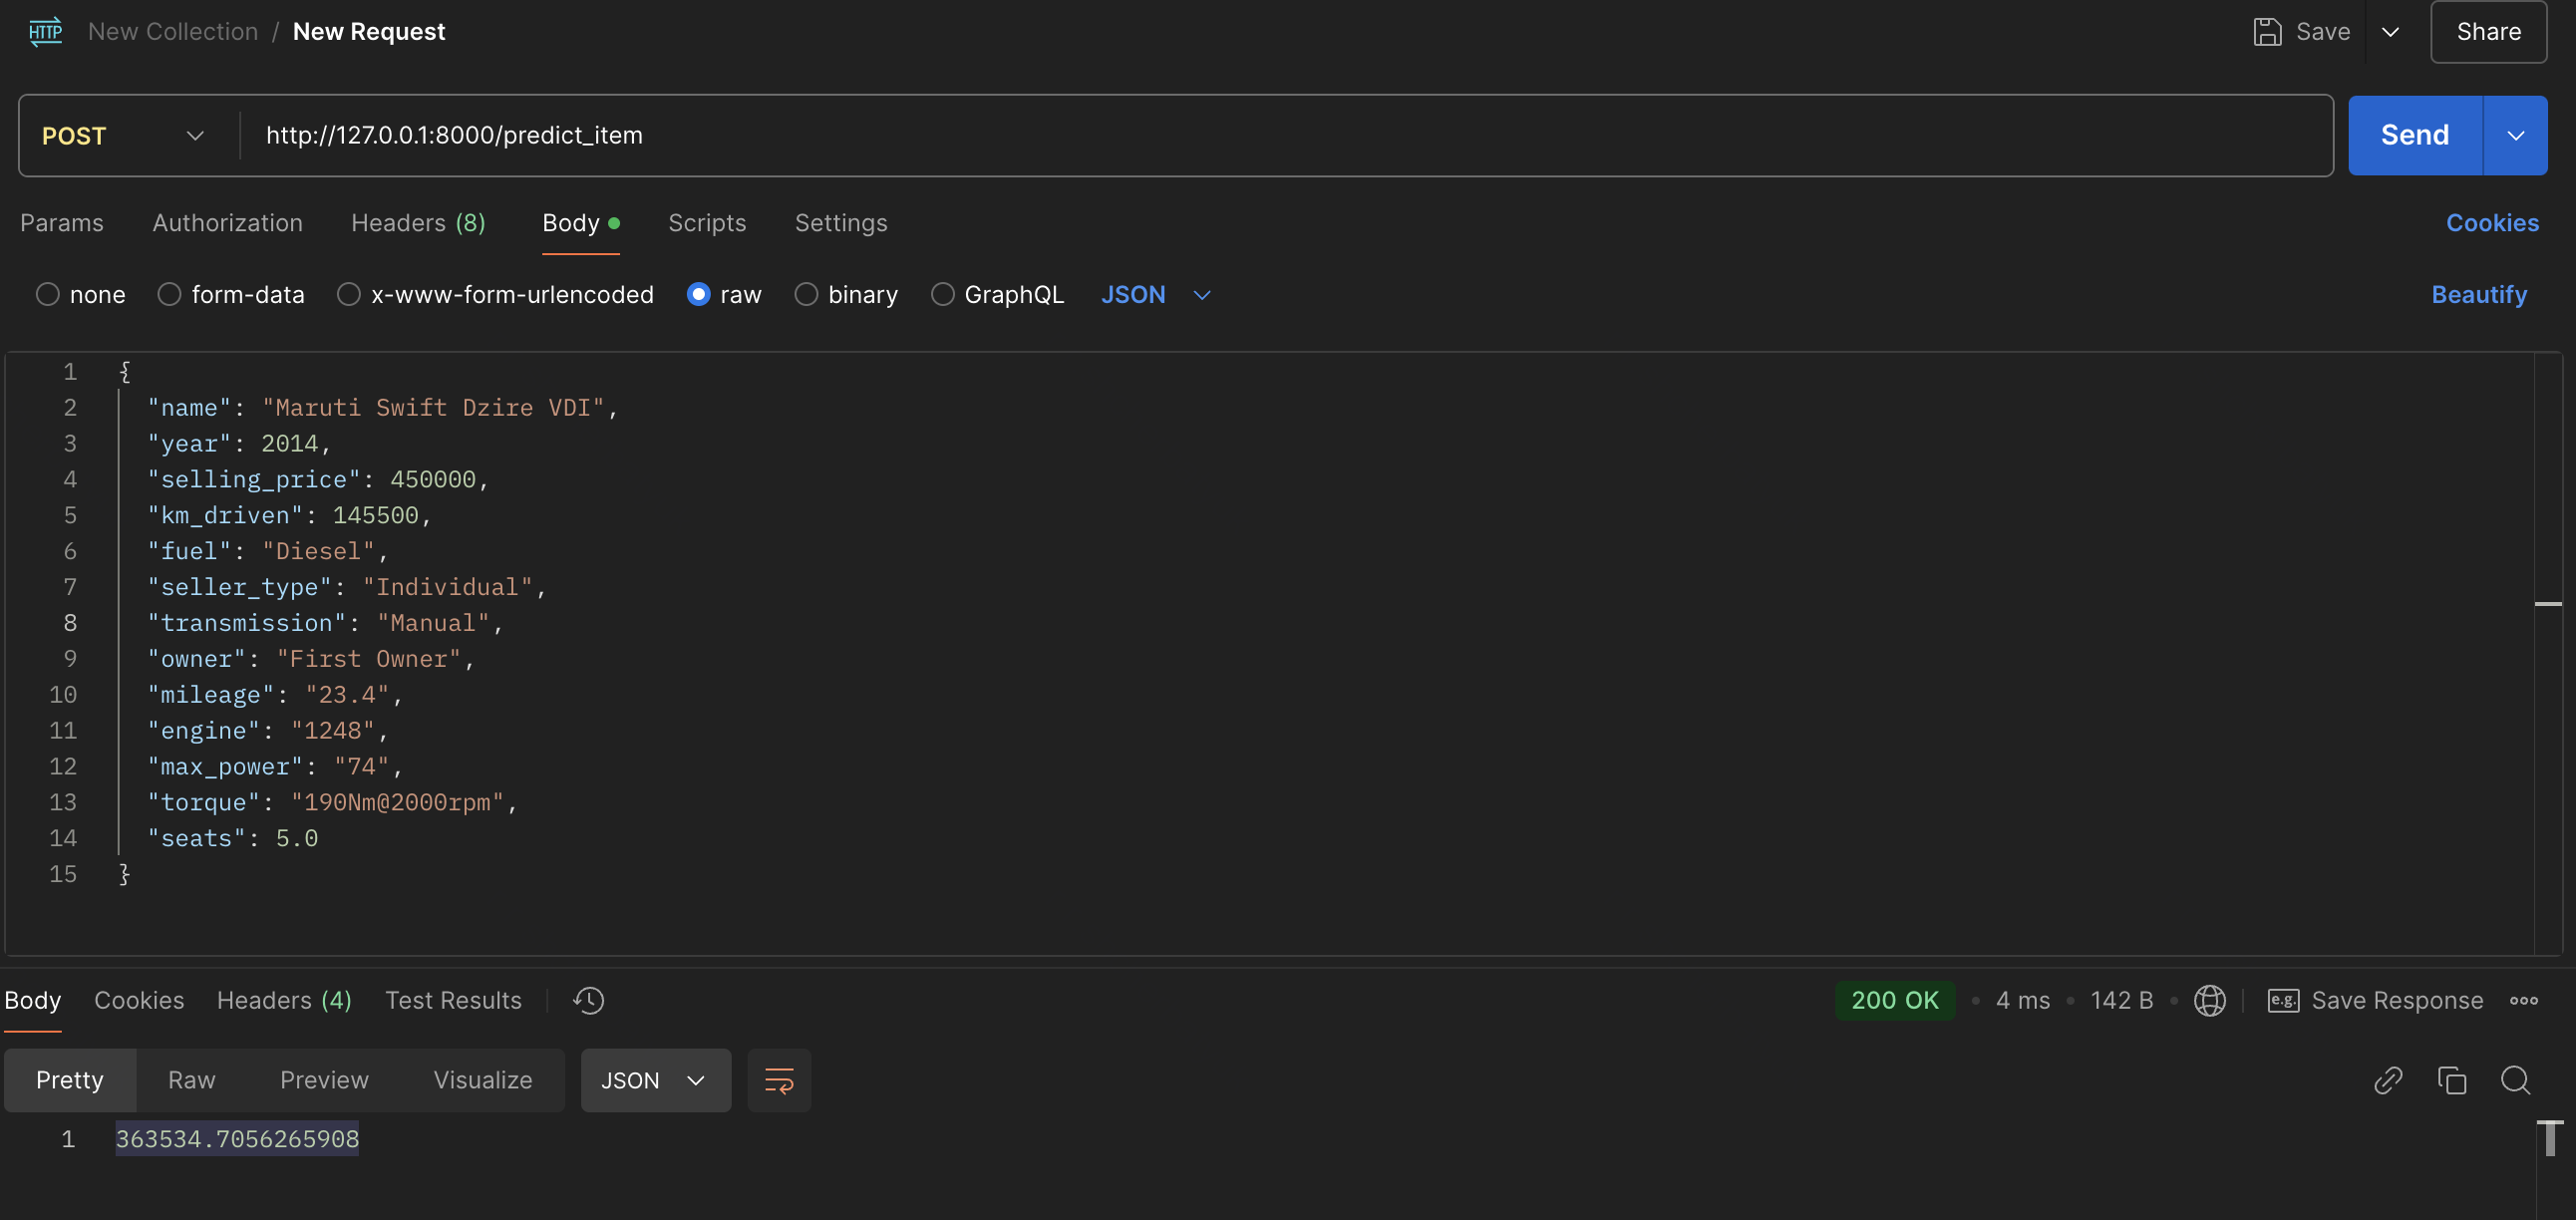 HTTP New Collection / New Request Save Share
POST http://127.0.0.1:8000/predict_item Send
Params Authorization Headers (8) Body Scripts Settings Cookies
none form-data x-www-form-urlencoded raw binary GraphQL JSON Beautify
1 {
2 "name": "Maruti Swift Dzire VDI",
3 "year": 2014,
4 "selling_price": 450000,
5 "km_driven": 145500,
6 "fuel": "Diesel",
7 "seller_type": "Individual",
8 "transmission": "Manual",
9 "owner": "First Owner",
10 "mileage": "23.4",
11 "engine": "1248",
12 "max_power": "74",
13 "torque": "190Nm@2000rpm",
14 "seats": 5.0
15 }
Body Cookies Headers (4) Test Results 200 OK • 4 ms • 142 B • e.g. Save Response
Pretty Raw Preview Visualize JSON
1 363534.7056265908